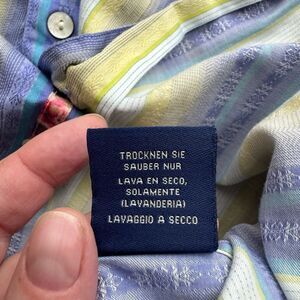 TROCKNEN SIE
SAUBER NUR
LAVA EN SECO,
SOLAMENTE
(LAVANDERIA)
LAVAGGIO A SECCO